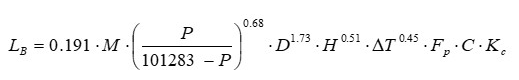 L_B = 0.191 · M · (P / (101283 − P))^0.68 · D^1.73 · H^0.51 · ΔT^0.45 · F_p · C · K_c